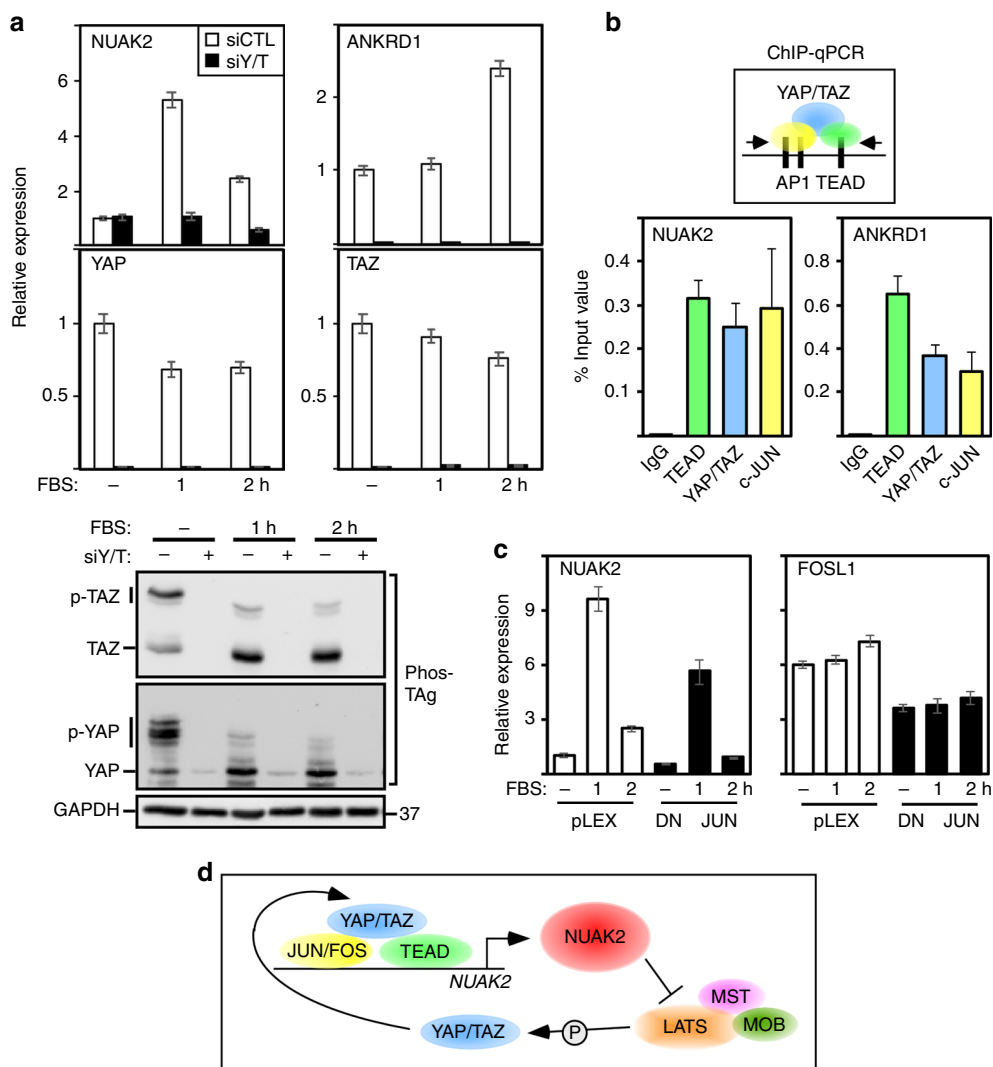 a
NUAK2
siCTL
siY/T
ANKRD1
6
4
2
2
1
Relative expression
YAP
TAZ
1
0.5
1
0.5
FBS: – 1 2 h – 1 2 h
FBS: – 1 h 2 h
siY/T: – + – + – +
p-TAZ
TAZ
p-YAP
YAP
Phos-
TAg
GAPDH
37
b
ChIP-qPCR
YAP/TAZ
AP1 TEAD
NUAK2
ANKRD1
% Input value
0.4
0.3
0.2
0.1
0.8
0.6
0.4
0.2
IgG
TEAD
YAP/TAZ
c-JUN
IgG
TEAD
YAP/TAZ
c-JUN
c
NUAK2
FOSL1
Relative expression
9
6
3
9
6
3
FBS: – 1 2 – 1 2 h – 1 2 – 1 2 h
pLEX DN JUN pLEX DN JUN
d
YAP/TAZ
JUN/FOS
TEAD
NUAK2
NUAK2
MST
LATS
MOB
P
YAP/TAZ